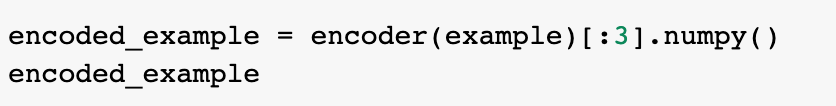 encoded_example = encoder(example)[:3].numpy()
encoded_example